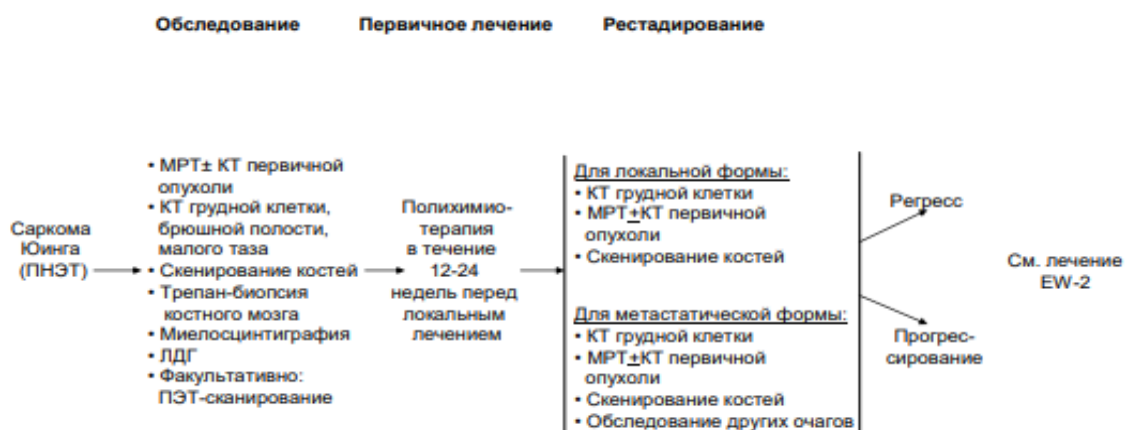 Обследование
Первичное лечение
Рестадирование
Саркома
Юинга
(ПНЭТ)
• МРТ± КТ первичной
опухоли
• КТ грудной клетки,
брюшной полости,
малого таза
• Скенирование костей
• Трепан-биопсия
костного мозга
• Миелосцинтиграфия
• ЛДГ
• Факультативно:
ПЭТ-сканирование
Полихимио-
терапия
в течение
12-24
недель перед
локальным
лечением
Для локальной формы:
• КТ грудной клетки
• МРТ±КТ первичной
опухоли
• Скенирование костей
Для метастатической формы:
• КТ грудной клетки
• МРТ±КТ первичной
опухоли
• Скенирование костей
• Обследование других очагов
Регресс
Прогрес-
сирование
См. лечение
EW-2